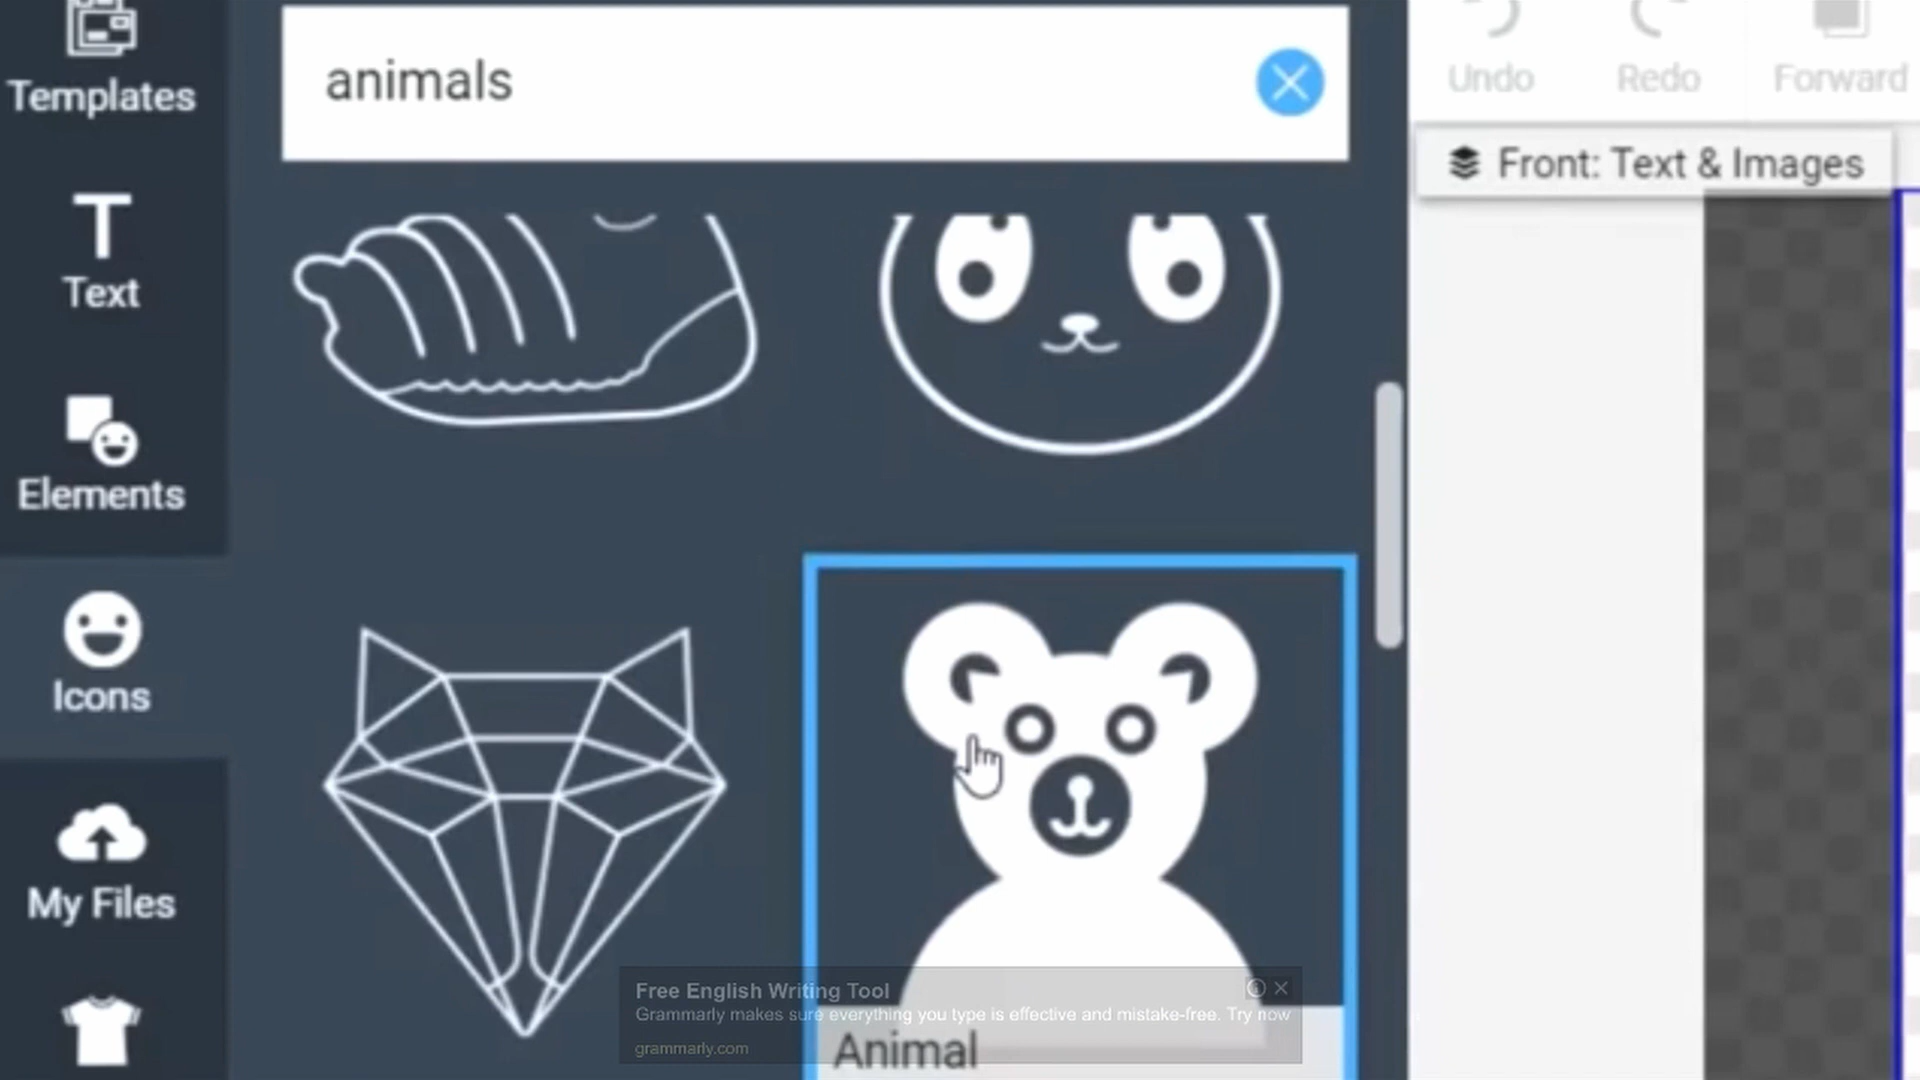 Templates
Text
Elements
Icons
My Files
animals
Undo
Redo
Forward
Front: Text & Images
Free English Writing Tool
Grammarly makes sure everything you type is effective and mistake-free. Try now
grammarly.com
Animal